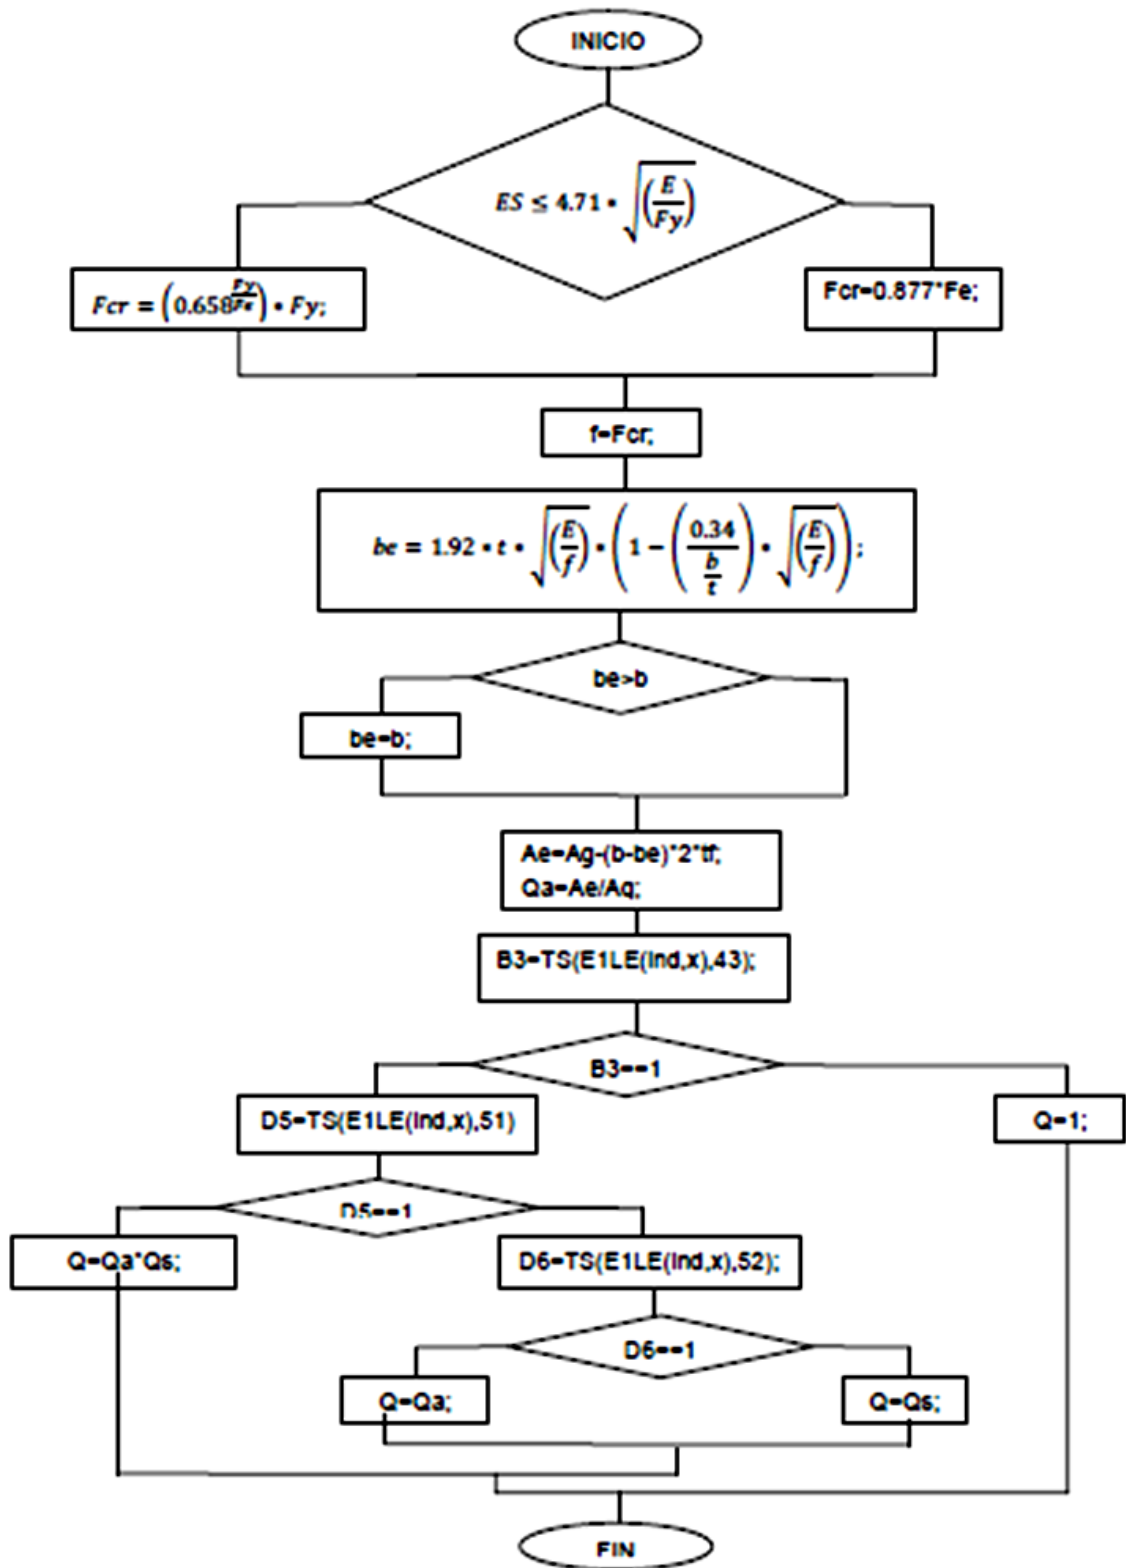 INICIO
ES ≤ 4.71 * √(E/Fy)
Fcr = (0.658^(Fy/Fe)) * Fy;
Fcr=0.877*Fe;
f=Fcr;
be = 1.92 * t * √(E/f) * (1 − (0.34/(b/t)) * √(E/f));
be>b
be=b;
Ae=Ag-(b-be)*2*tf;
Qa=Ae/Ag;
B3=TS(E1LE(ind,x),43);
B3==1
D5=TS(E1LE(ind,x),51)
Q=1;
D5==1
Q=Qa*Qs;
D6=TS(E1LE(ind,x),52);
D6==1
Q=Qa;
Q=Qs;
FIN